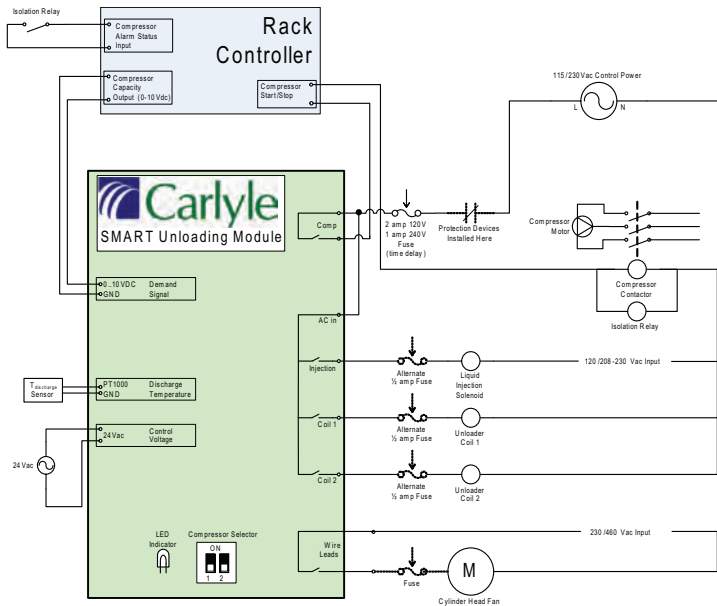 Isolation Relay
Compressor
Alarm Status
Input
Rack
Controller
Compressor
Capacity
Output (0-10Vdc)
Compressor
Start/Stop
115/230Vac Control Power
L
N
Carlyle
SMART Unloading Module
Comp
2 amp 120V
1 amp 240V
Fuse
(time delay)
Protection Devices
Installed Here
Compressor
Motor
Compressor
Contactor
Isolation Relay
0..10VDC Demand
GND Signal
AC in
Injection
Alternate
½ amp Fuse
Liquid
Injection
Solenoid
120/208-230 Vac Input
Tdischarge
Sensor
PT1000 Discharge
GND Temperature
Coil 1
Alternate
½ amp Fuse
Unloader
Coil 1
24Vac Control
Voltage
24 Vac
Coil 2
Alternate
½ amp Fuse
Unloader
Coil 2
LED
Indicator
Compressor Selector
ON
1 2
Wire
Leads
230/460 Vac Input
Fuse
M
Cylinder Head Fan